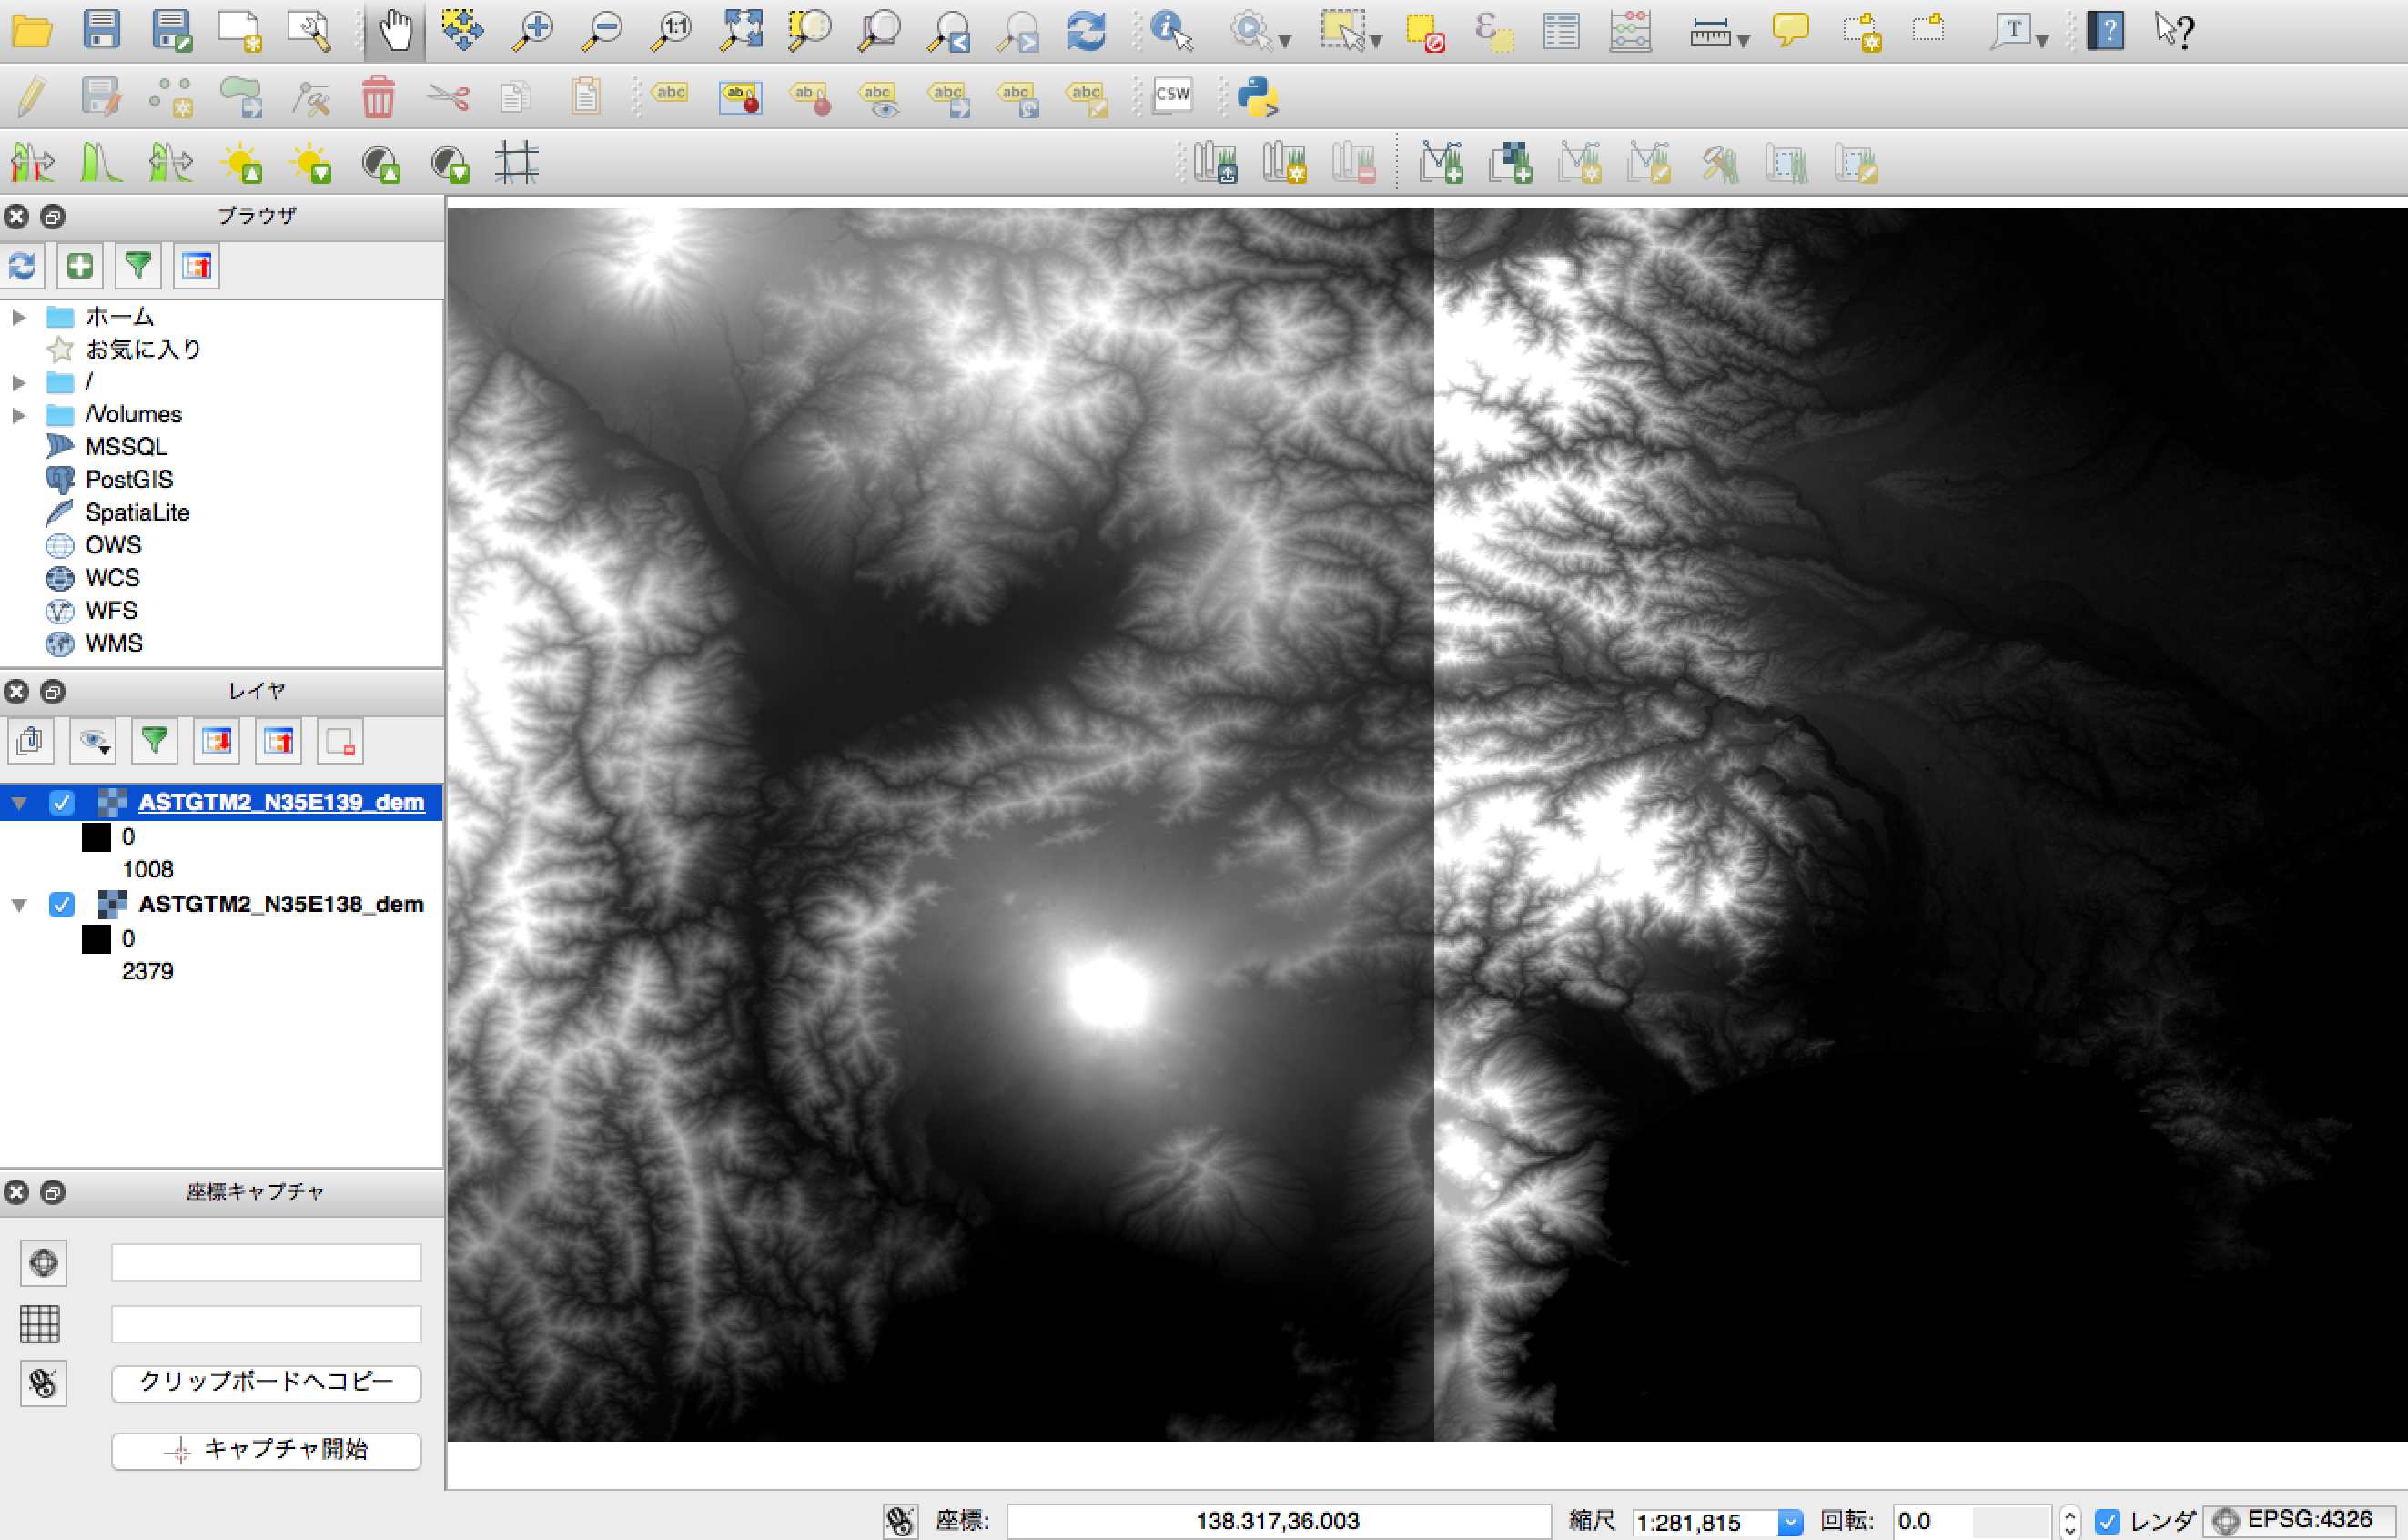 1:1
T
?
?
abc
ab
ab
abc
abc
abc
abc
CSW
ブラウザ
ホーム
お気に入り
/
/Volumes
MSSQL
PostGIS
SpatiaLite
OWS
WCS
WFS
WMS
レイヤ
ASTGTM2_N35E139_dem
0
1008
ASTGTM2_N35E138_dem
0
2379
座標キャプチャ
クリップボードへコピー
キャプチャ開始
座標: 138.317,36.003 縮尺 1:281,815 回転: 0.0 レンダ EPSG:4326